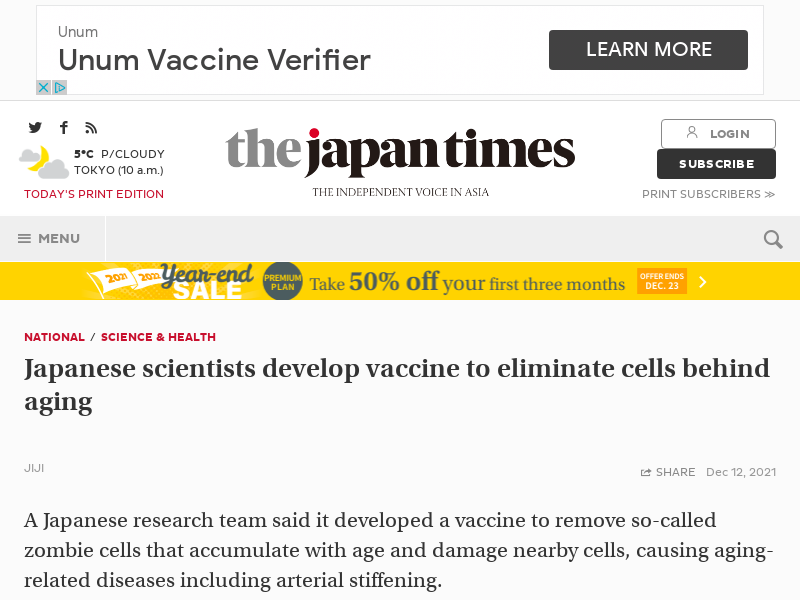 Unum
Unum Vaccine Verifier
LEARN MORE
5°C P/CLOUDY
TOKYO (10 a.m.)
TODAY'S PRINT EDITION
the japan times
THE INDEPENDENT VOICE IN ASIA
LOGIN
SUBSCRIBE
PRINT SUBSCRIBERS ≫
MENU
2021 2022 Year-end SALE PREMIUM PLAN Take 50% off your first three months OFFER ENDS DEC. 23
NATIONAL / SCIENCE & HEALTH
Japanese scientists develop vaccine to eliminate cells behind
aging
JIJI
SHARE Dec 12, 2021
A Japanese research team said it developed a vaccine to remove so-called
zombie cells that accumulate with age and damage nearby cells, causing aging-
related diseases including arterial stiffening.